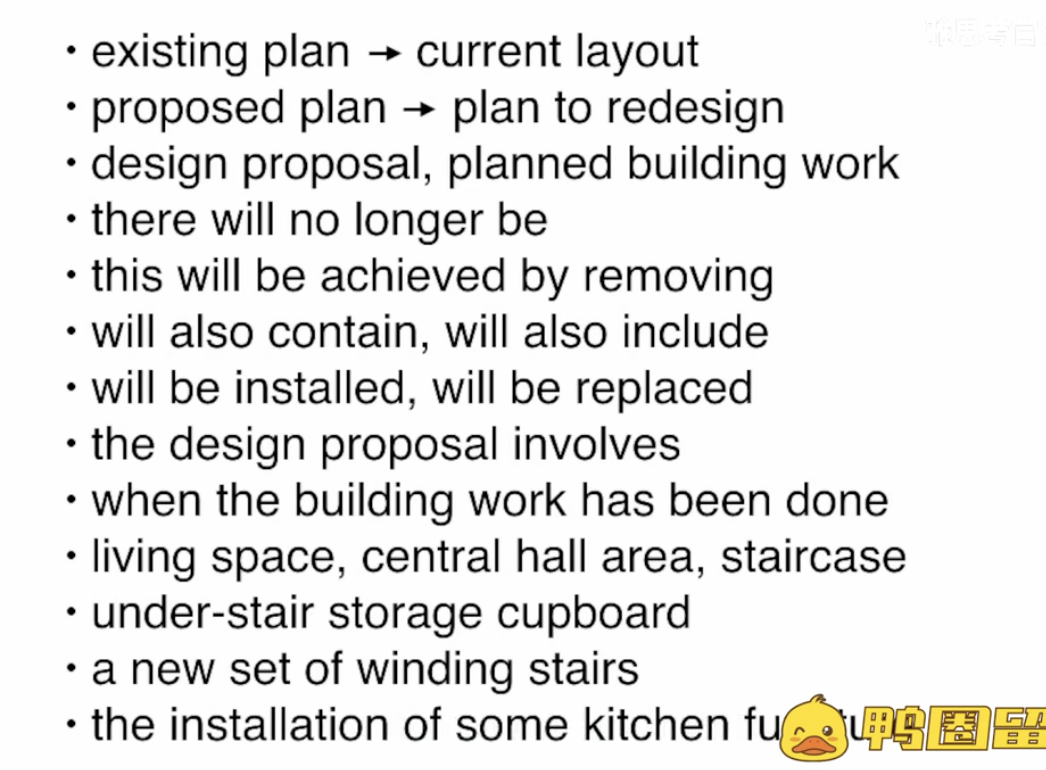 • existing plan → current layout
• proposed plan → plan to redesign
• design proposal, planned building work
• there will no longer be
• this will be achieved by removing
• will also contain, will also include
• will be installed, will be replaced
• the design proposal involves
• when the building work has been done
• living space, central hall area, staircase
• under-stair storage cupboard
• a new set of winding stairs
• the installation of some kitchen
鸭圈留